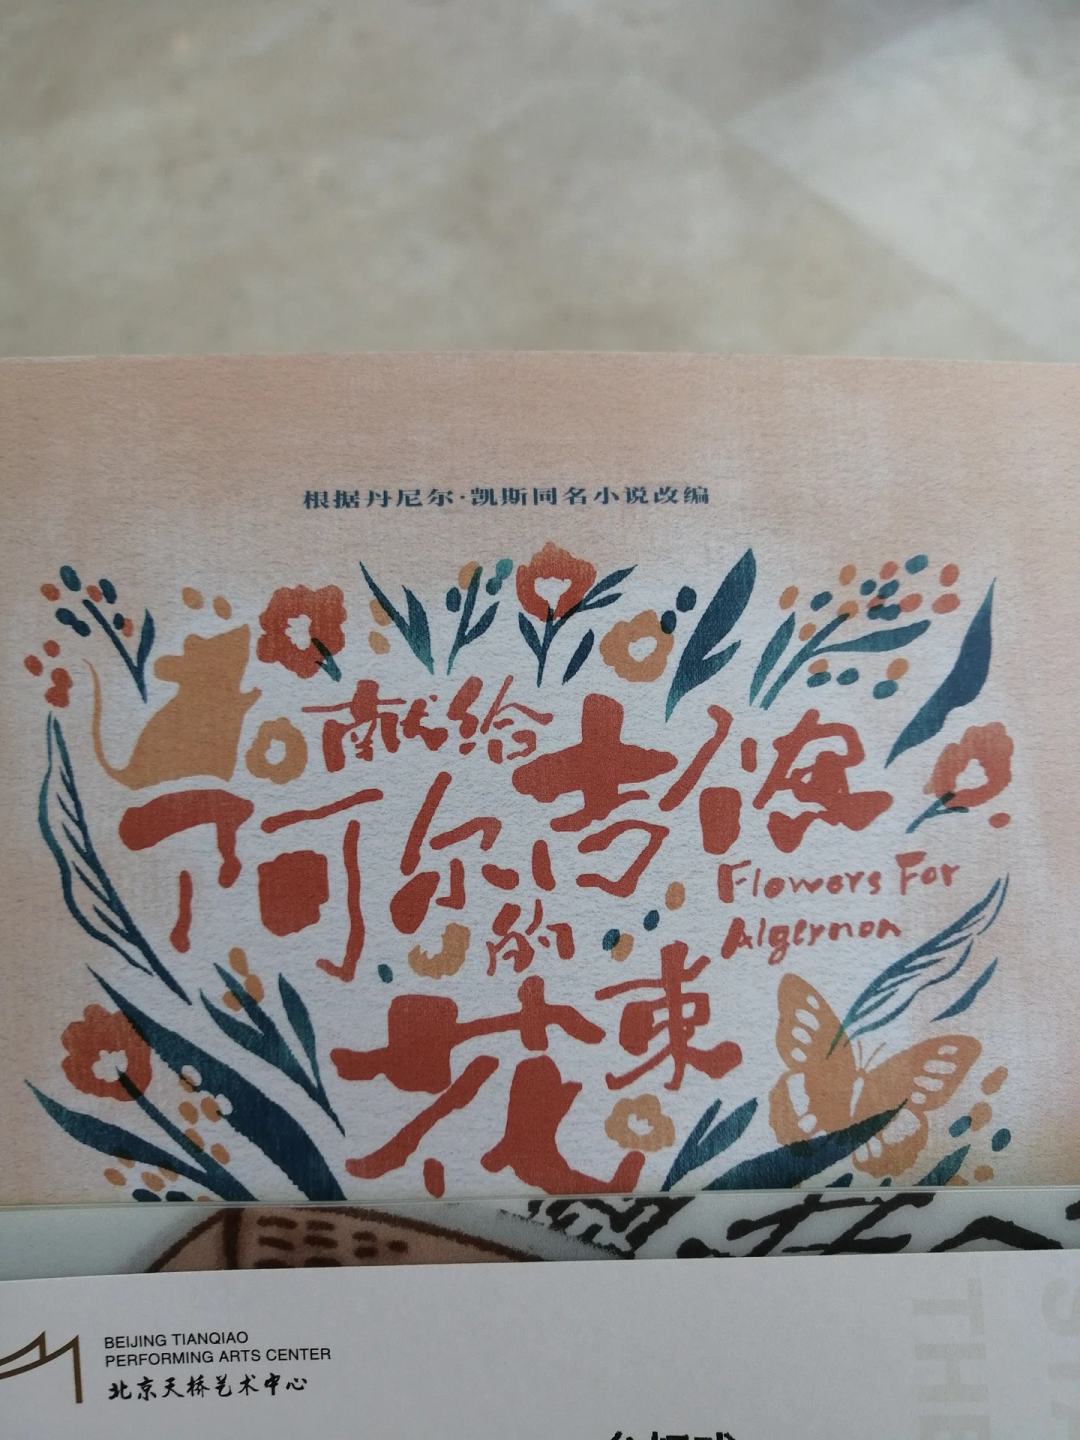 根据丹尼尔·凯斯同名小说改编
献给
阿尔吉侬
Flowers For
Algernon
的
花束
BEIJING TIANQIAO
PERFORMING ARTS CENTER
北京天桥艺术中心
THE